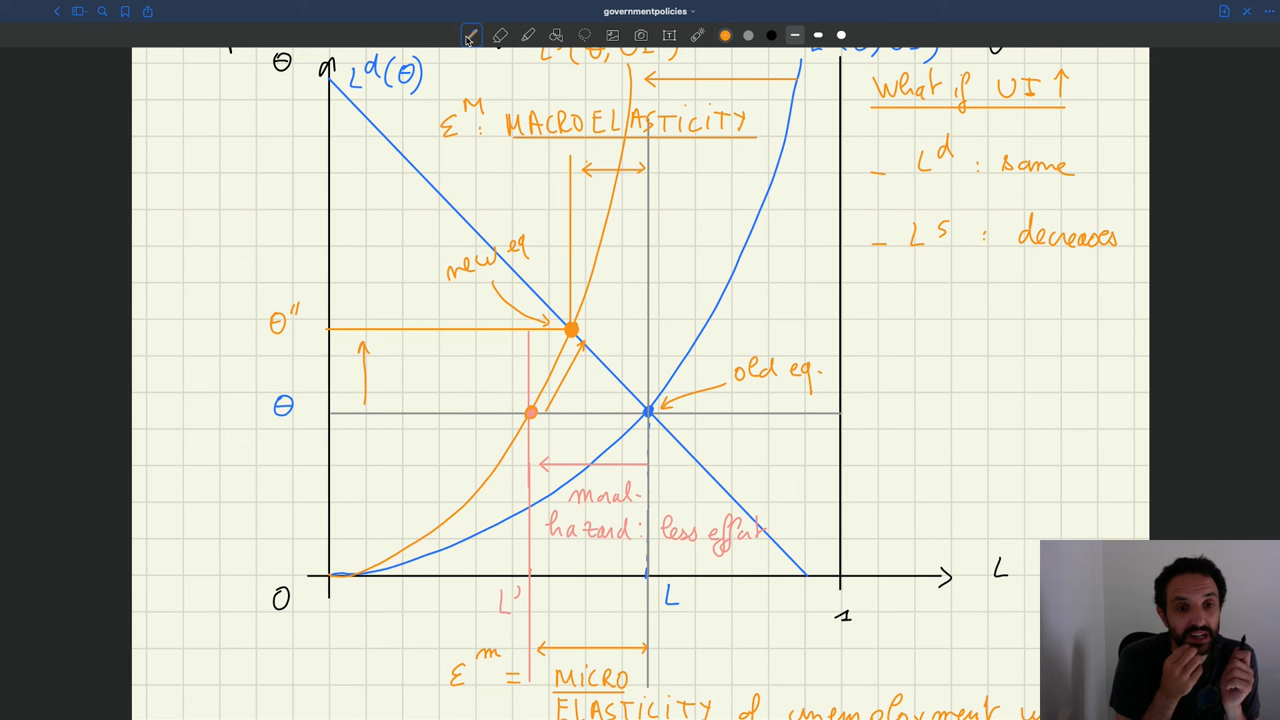 governmentpolicies
θ
L^d(θ)
What if UI ↑
ε^M : MACROELASTICITY
_ L^d : same
_ L^s : decreases
new eq
θ''
old eq.
θ
moral-
hazard: less effort
L
0
L'
L
1
ε^m = MICRO
ELASTICITY of unemployment